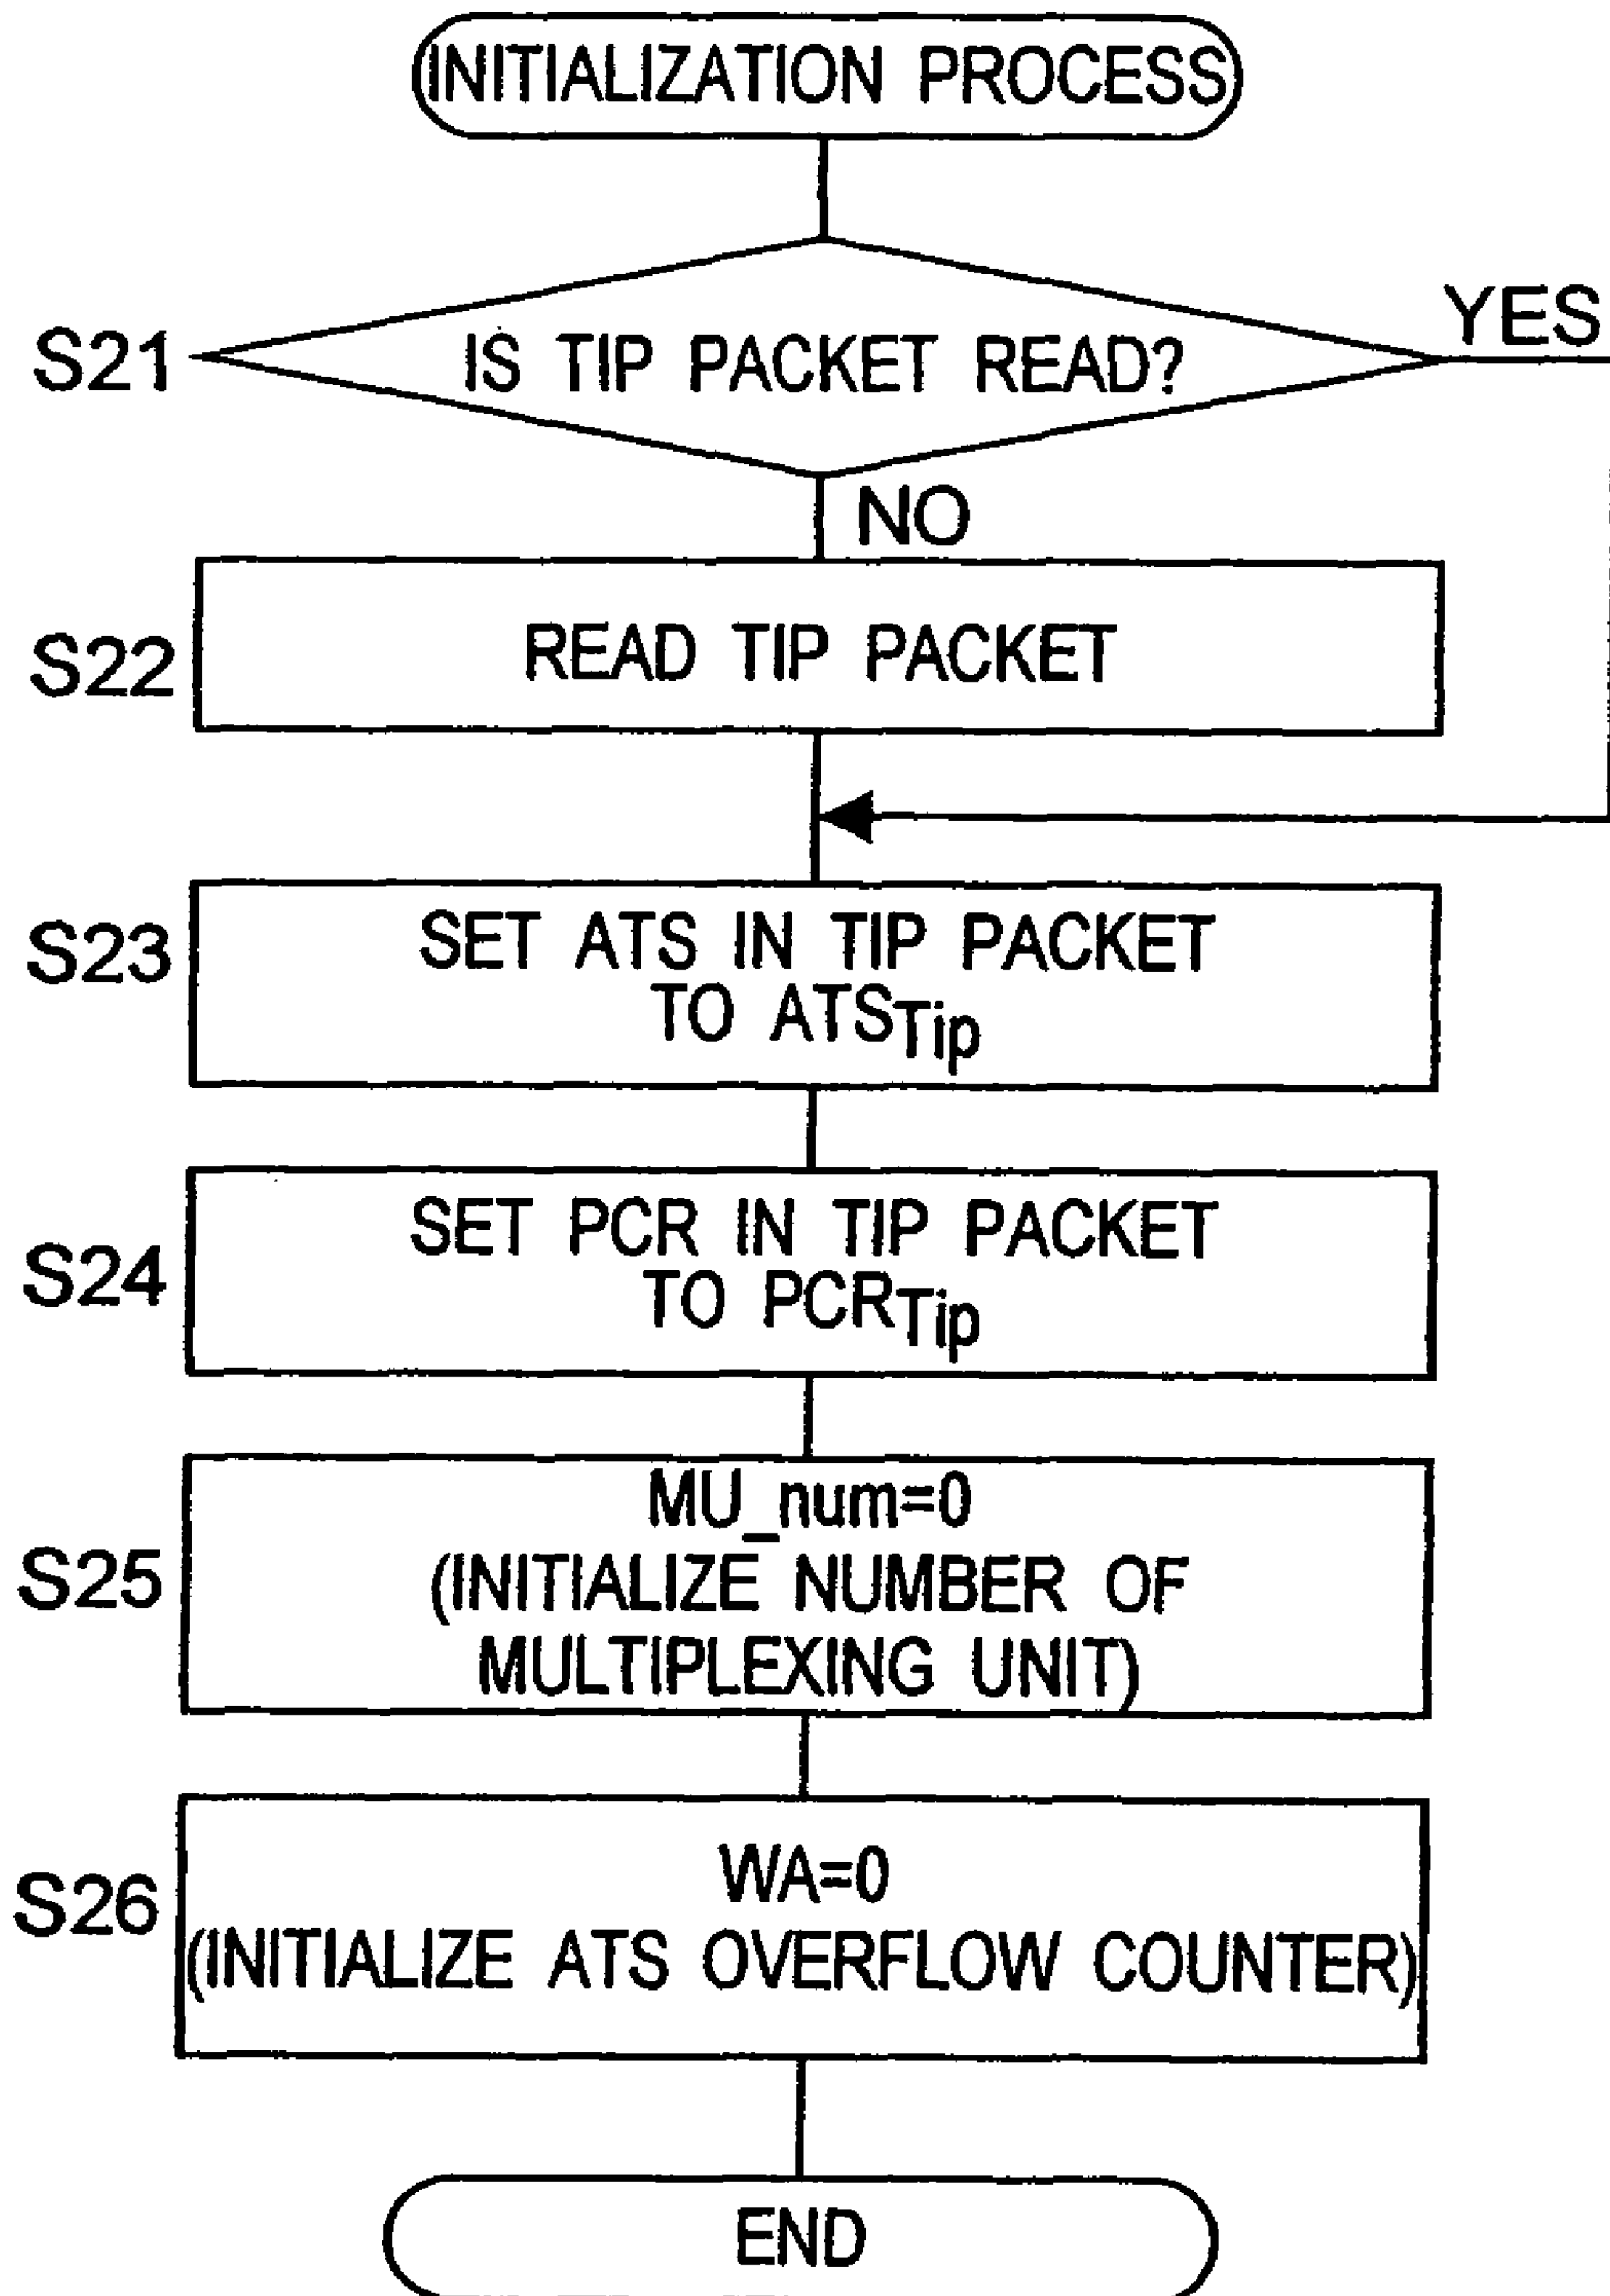 INITIALIZATION PROCESS
S21
IS TIP PACKET READ?
YES
NO
S22
READ TIP PACKET
S23
SET ATS IN TIP PACKET
TO ATSTip
S24
SET PCR IN TIP PACKET
TO PCRTip
S25
MU_num=0
(INITIALIZE NUMBER OF
MULTIPLEXING UNIT)
S26
WA=0
(INITIALIZE ATS OVERFLOW COUNTER)
END